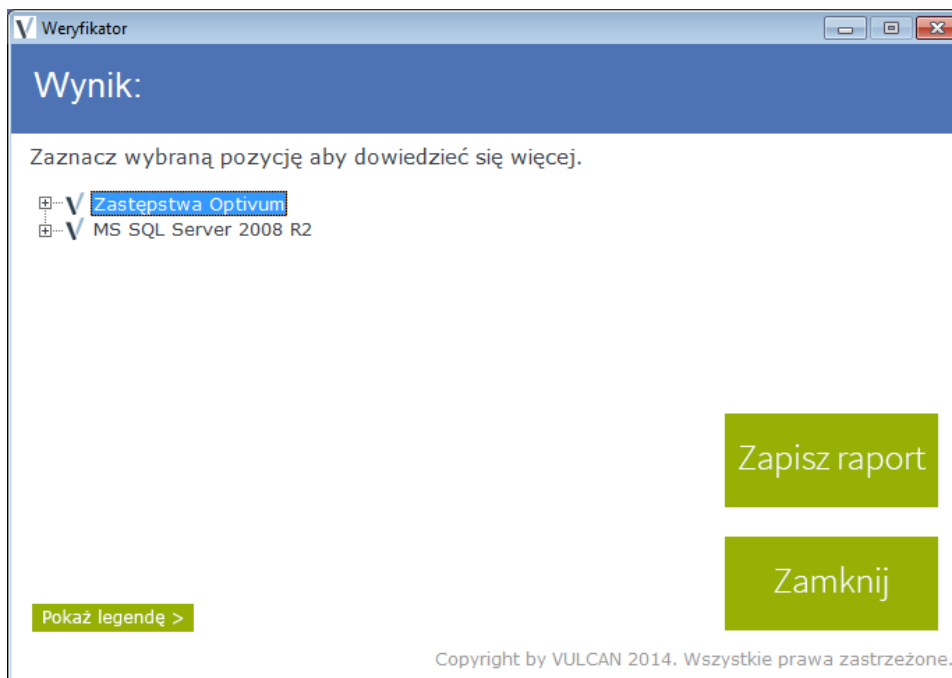 Weryfikator
Wynik:
Zaznacz wybraną pozycję aby dowiedzieć się więcej.
Zastępstwa Optivum
MS SQL Server 2008 R2
Zapisz raport
Zamknij
Pokaż legendę >
Copyright by VULCAN 2014. Wszystkie prawa zastrzeżone.